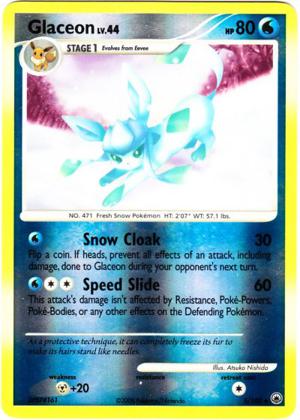 Glaceon LV.44
HP 80
STAGE 1 Evolves from Eevee
NO. 471 Fresh Snow Pokémon HT: 2'07" WT: 57.1 lbs.
Snow Cloak 30
Flip a coin. If heads, prevent all effects of an attack, including
damage, done to Glaceon during your opponent's next turn.
Speed Slide 60
This attack's damage isn't affected by Resistance, Poké-Powers,
Poké-Bodies, or any other effects on the Defending Pokémon.
As a protective technique, it can completely freeze its fur to
make its hairs stand like needles.
Illus. Atsuko Nishida
weakness
resistance
retreat cost
+20
©2008 Pokémon/Nintendo
5/100